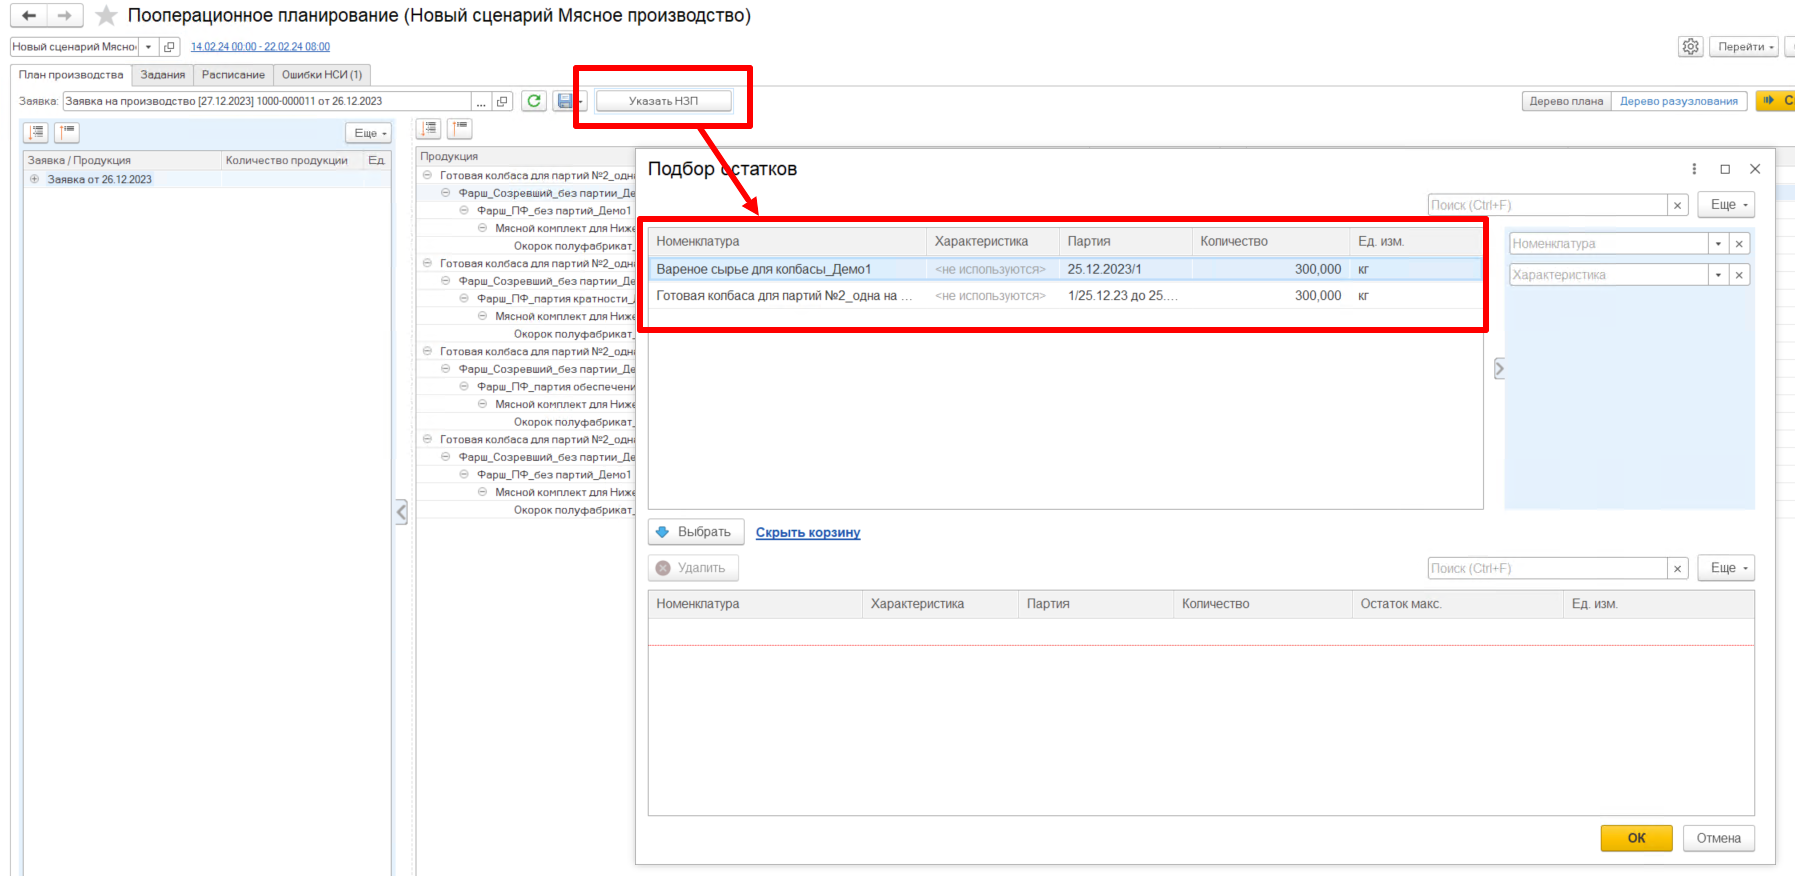 Пооперационное планирование (Новый сценарий Мясное производство)
Новый сценарий Мясно
14.02.24 00:00 - 22.02.24 08:00
Перейти
План производства
Задания
Расписание
Ошибки НСИ (1)
Заявка:
Заявка на производство [27.12.2023] 1000-000011 от 26.12.2023
...
Указать НЗП
Дерево плана
Дерево разузлования
С
Еще
Заявка / Продукция
Количество продукции
Ед.
Заявка от 26.12.2023
Продукция
Готовая колбаса для партий №2_одна
Фарш_Созревший_без партии_Де
Фарш_ПФ_без партий_Демо1
Мясной комплект для Ниже
Окорок полуфабрикат_
Готовая колбаса для партий №2_одна
Фарш_Созревший_без партии_Де
Фарш_ПФ_партия кратности_
Мясной комплект для Ниже
Окорок полуфабрикат_
Готовая колбаса для партий №2_одна
Фарш_Созревший_без партии_Де
Фарш_ПФ_партия обеспечени
Мясной комплект для Ниже
Окорок полуфабрикат_
Готовая колбаса для партий №2_одна
Фарш_Созревший_без партии_Де
Фарш_ПФ_без партий_Демо1
Мясной комплект для Ниже
Окорок полуфабрикат_
Подбор остатков
Поиск (Ctrl+F)
Еще
Номенклатура
Характеристика
Партия
Количество
Ед. изм.
Вареное сырье для колбасы_Демо1
<не используются>
25.12.2023/1
300,000
кг
Готовая колбаса для партий №2_одна на ...
<не используются>
1/25.12.23 до 25....
300,000
кг
Номенклатура
Характеристика
Выбрать
Скрыть корзину
Удалить
Поиск (Ctrl+F)
Еще
Номенклатура
Характеристика
Партия
Количество
Остаток макс.
Ед. изм.
ОК
Отмена